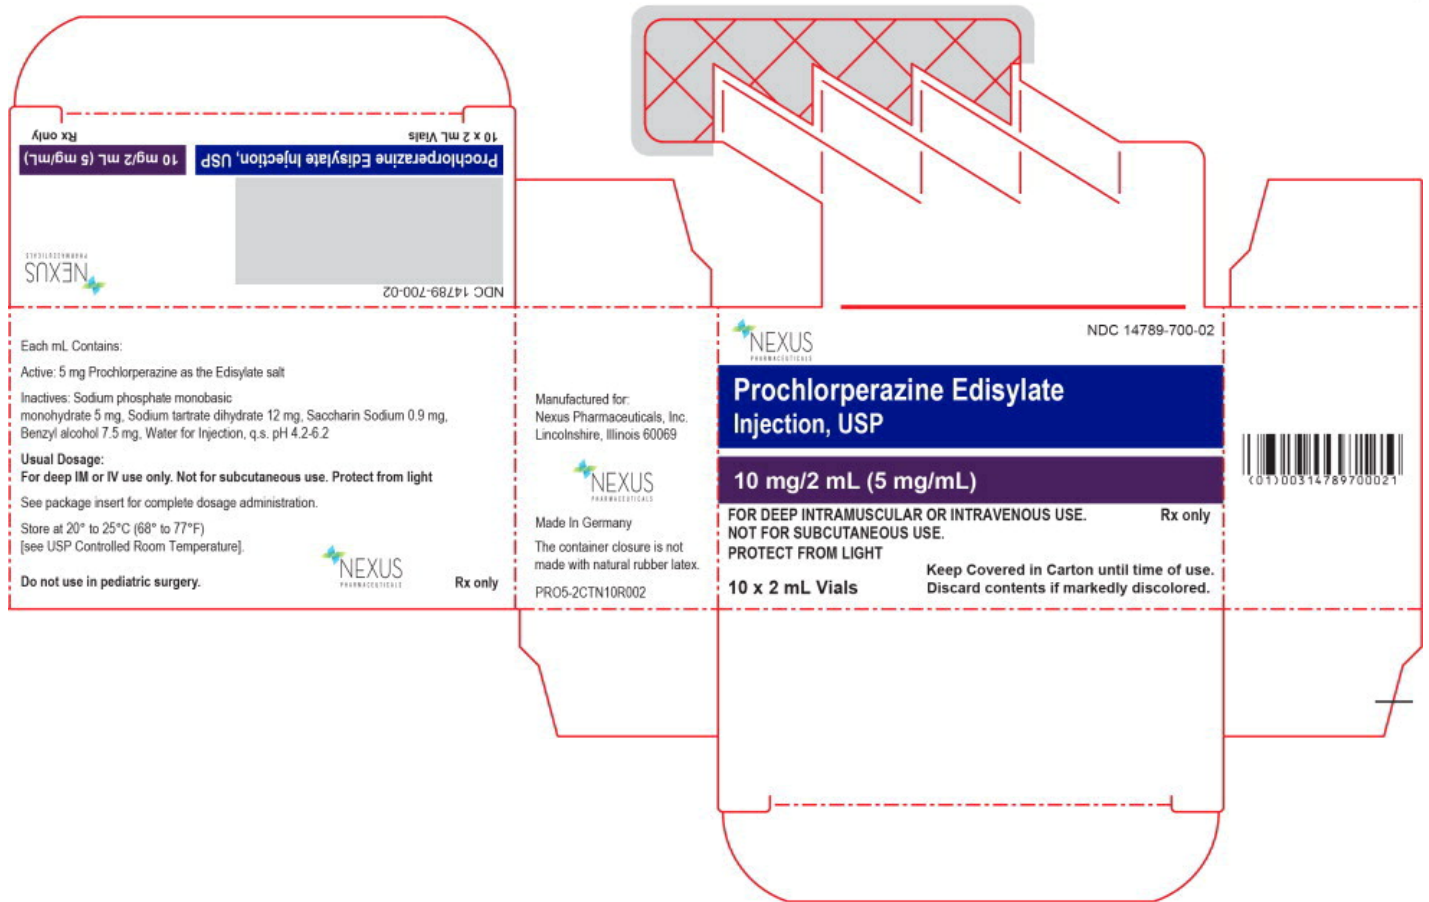 Rx only
10 x 2 mL Vials
10 mg/2 mL (5 mg/mL)
Prochlorperazine Edisylate Injection, USP
NEXUS
PHARMACEUTICALS
NDC 14789-700-02
Each mL Contains:
Active: 5 mg Prochlorperazine as the Edisylate salt
Inactives: Sodium phosphate monobasic
monohydrate 5 mg, Sodium tartrate dihydrate 12 mg, Saccharin Sodium 0.9 mg,
Benzyl alcohol 7.5 mg, Water for Injection, q.s. pH 4.2-6.2
Usual Dosage:
For deep IM or IV use only. Not for subcutaneous use. Protect from light
See package insert for complete dosage administration.
Store at 20° to 25°C (68° to 77°F)
[see USP Controlled Room Temperature].
Do not use in pediatric surgery.
NEXUS
PHARMACEUTICALS
Rx only
Manufactured for:
Nexus Pharmaceuticals, Inc.
Lincolnshire, Illinois 60069
NEXUS
PHARMACEUTICALS
Made In Germany
The container closure is not
made with natural rubber latex.
PRO5-2CTN10R002
NEXUS
PHARMACEUTICALS
NDC 14789-700-02
Prochlorperazine Edisylate
Injection, USP
10 mg/2 mL (5 mg/mL)
FOR DEEP INTRAMUSCULAR OR INTRAVENOUS USE.
Rx only
NOT FOR SUBCUTANEOUS USE.
PROTECT FROM LIGHT
Keep Covered in Carton until time of use.
10 x 2 mL Vials
Discard contents if markedly discolored.
(01)00314789700021